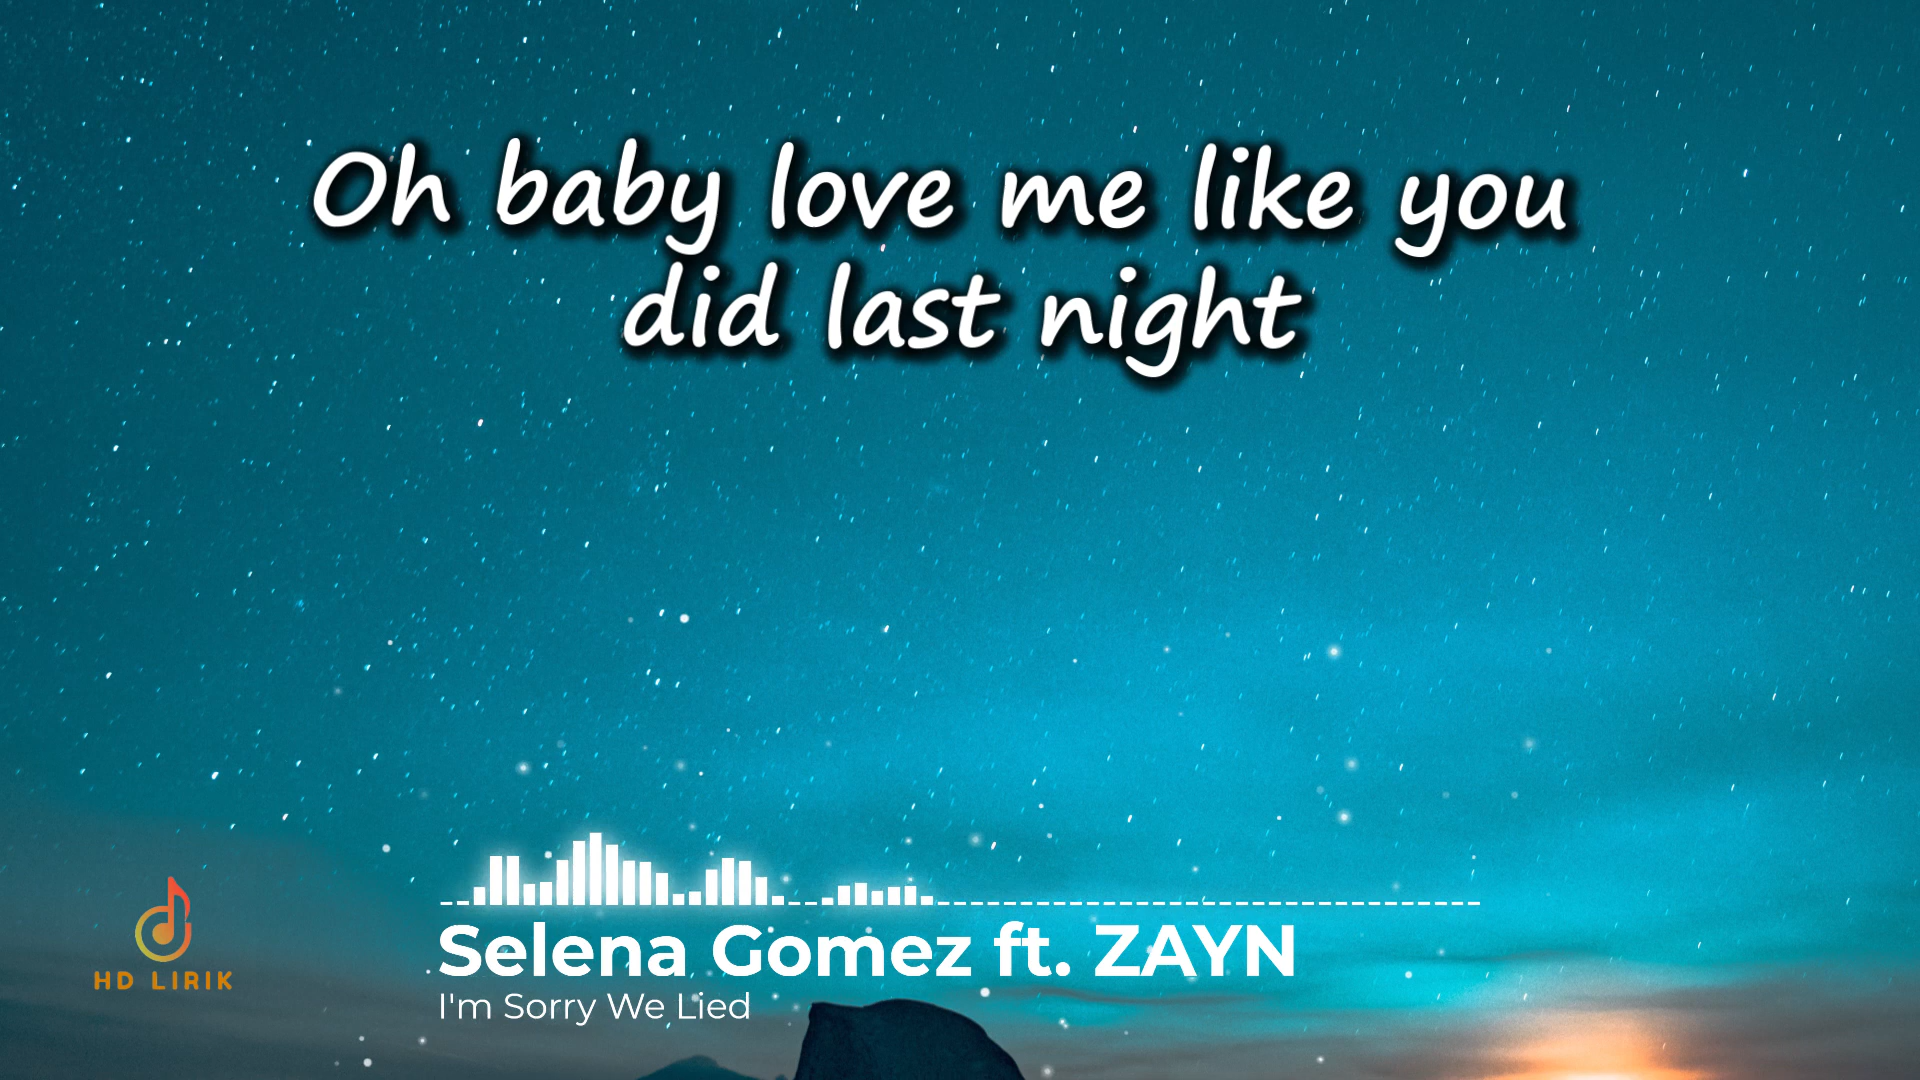 Oh baby love me like you
did last night
Selena Gomez ft. ZAYN
I'm Sorry We Lied
HD LIRIK